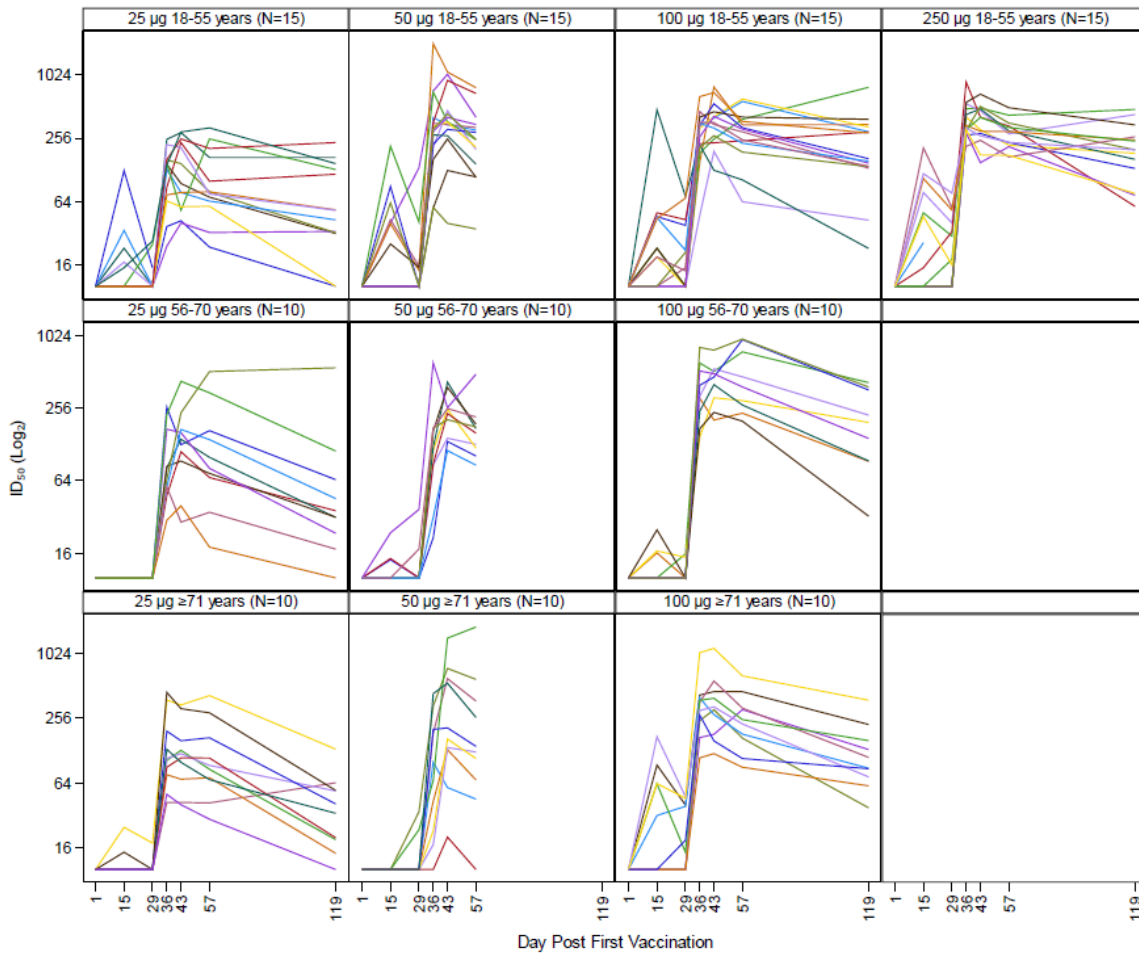 25 µg 18-55 years (N=15) 50 µg 18-55 years (N=15) 100 µg 18-55 years (N=15) 250 µg 18-55 years (N=15)
1024
256
64
16
25 µg 56-70 years (N=10) 50 µg 56-70 years (N=10) 100 µg 56-70 years (N=10)
1024
256
64
16
ID₅₀ (Log₂)
25 µg ≥71 years (N=10) 50 µg ≥71 years (N=10) 100 µg ≥71 years (N=10)
1024
256
64
16
1 15 29 36 43 57 119 1 15 29 36 43 57 119 1 15 29 36 43 57 119 1 15 29 36 43 57 119
Day Post First Vaccination